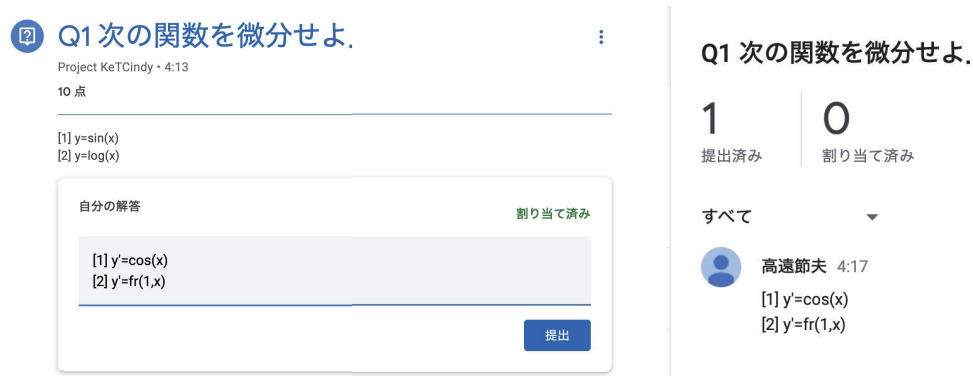 Q1 次の関数を微分せよ.
Project KeTCindy • 4:13
10 点
[1] y=sin(x)
[2] y=log(x)
自分の解答
割り当て済み
[1] y'=cos(x)
[2] y'=fr(1,x)
提出
Q1 次の関数を微分せよ.
1
0
提出済み
割り当て済み
すべて
高遠節夫 4:17
[1] y'=cos(x)
[2] y'=fr(1,x)